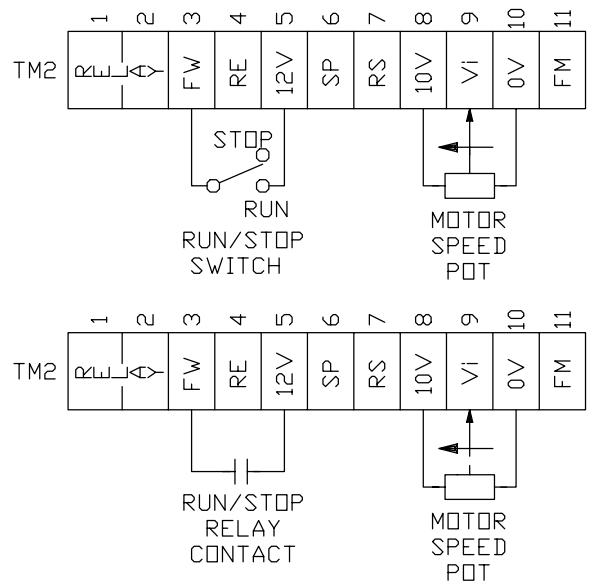 1 2 3 4 5 6 7 8 9 10 11
TM2 RELAY FW RE 12V SP RS 10V Vi 0V FM
STOP
RUN
RUN/STOP
SWITCH
MOTOR
SPEED
POT
1 2 3 4 5 6 7 8 9 10 11
TM2 RELAY FW RE 12V SP RS 10V Vi 0V FM
RUN/STOP
RELAY
CONTACT
MOTOR
SPEED
POT